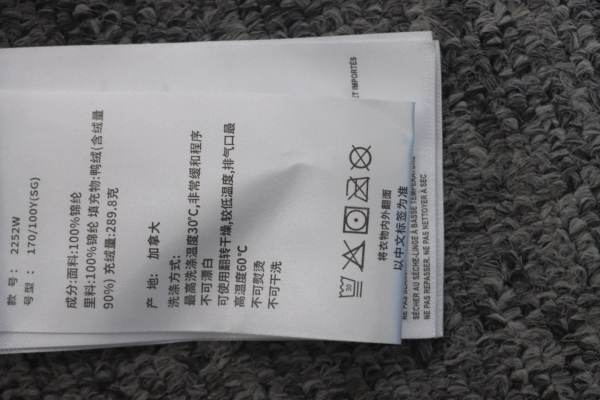 款 号： 2252W
号型 ： 170/100Y(SG)
成分:面料:100%锦纶
里料:100%锦纶 填充物:鸭绒(含绒量
90%) 充绒量:289.8克
产 地: 加拿大
洗涤方式:
最高洗涤温度30℃,非常缓和程序
不可漂白
可使用翻转干燥,较低温度,排气口最
高温度60℃
不可熨烫
不可干洗
30
将衣物内外翻面
以中文标签为准
ET IMPORTÉS
SÉCHER AU SÈCHE-LINGE À BASSE TEMPÉRATURE
NE PAS REPASSER. NE PAS NETTOYER À SEC